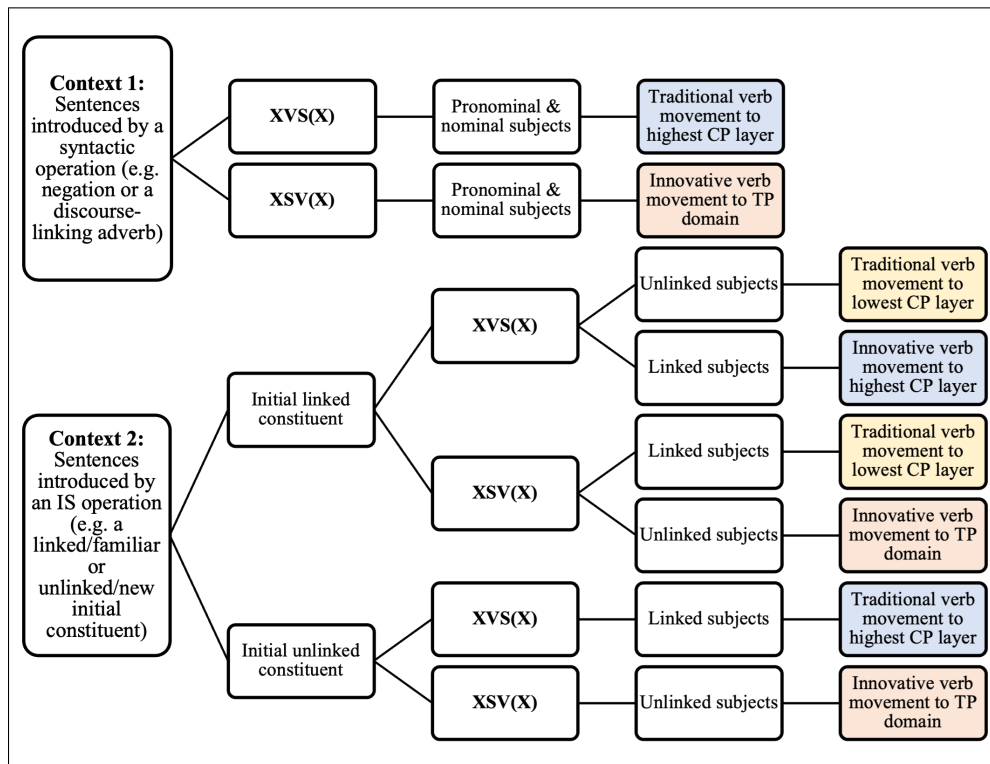 Context 1:
Sentences
introduced by a
syntactic
operation (e.g.
negation or a
discourse-
linking adverb)
XVS(X)
Pronominal &
nominal subjects
Traditional verb
movement to
highest CP layer
XSV(X)
Pronominal &
nominal subjects
Innovative verb
movement to TP
domain
Context 2:
Sentences
introduced by
an IS operation
(e.g. a
linked/familiar
or
unlinked/new
initial
constituent)
Initial linked
constituent
XVS(X)
Unlinked subjects
Traditional verb
movement to
lowest CP layer
Linked subjects
Innovative verb
movement to
highest CP layer
XSV(X)
Linked subjects
Traditional verb
movement to
lowest CP layer
Unlinked subjects
Innovative verb
movement to TP
domain
Initial unlinked
constituent
XVS(X)
Linked subjects
Traditional verb
movement to
highest CP layer
XSV(X)
Unlinked subjects
Innovative verb
movement to TP
domain